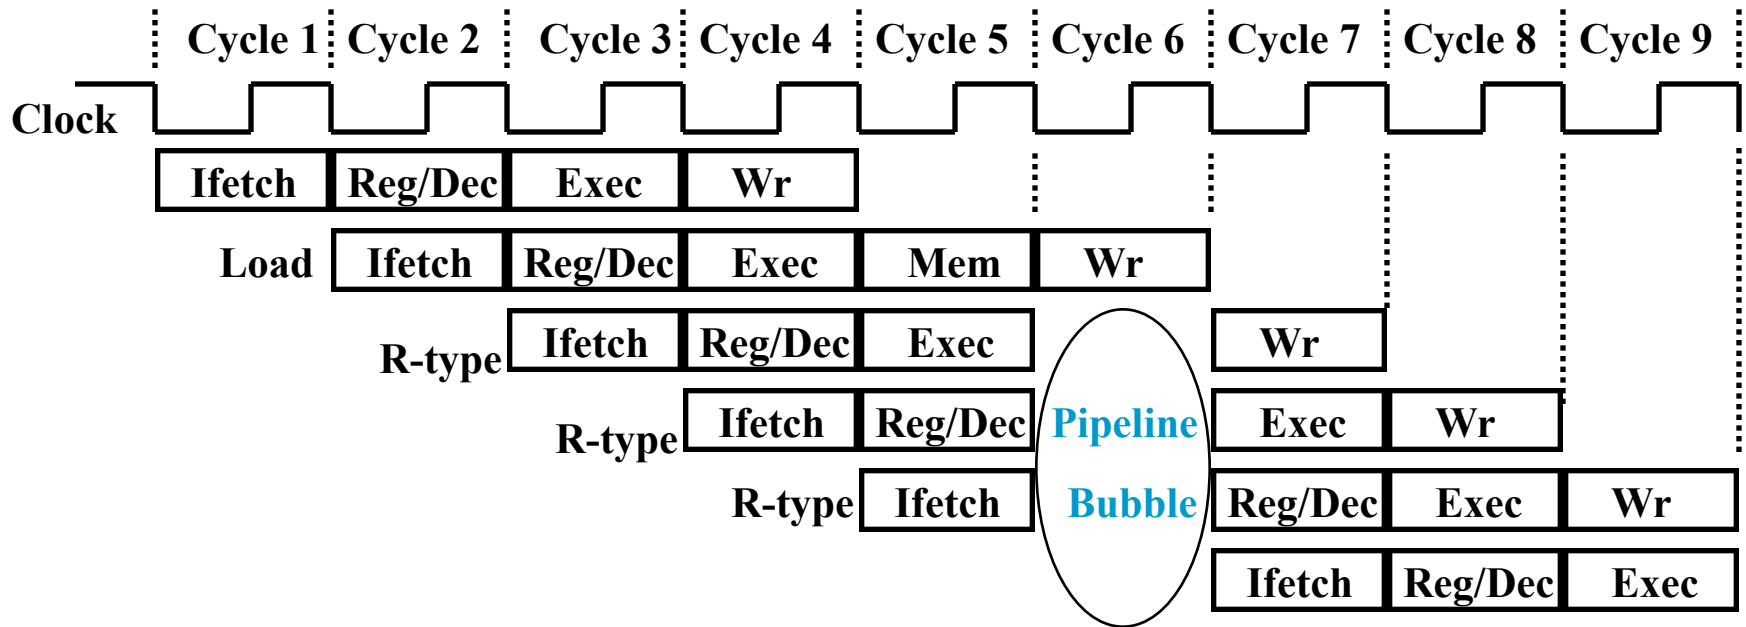 Cycle 1 Cycle 2 Cycle 3 Cycle 4 Cycle 5 Cycle 6 Cycle 7 Cycle 8 Cycle 9
Clock
Ifetch Reg/Dec Exec Wr
Load Ifetch Reg/Dec Exec Mem Wr
R-type Ifetch Reg/Dec Exec Wr
R-type Ifetch Reg/Dec Pipeline Exec Wr
R-type Ifetch Bubble Reg/Dec Exec Wr
Ifetch Reg/Dec Exec